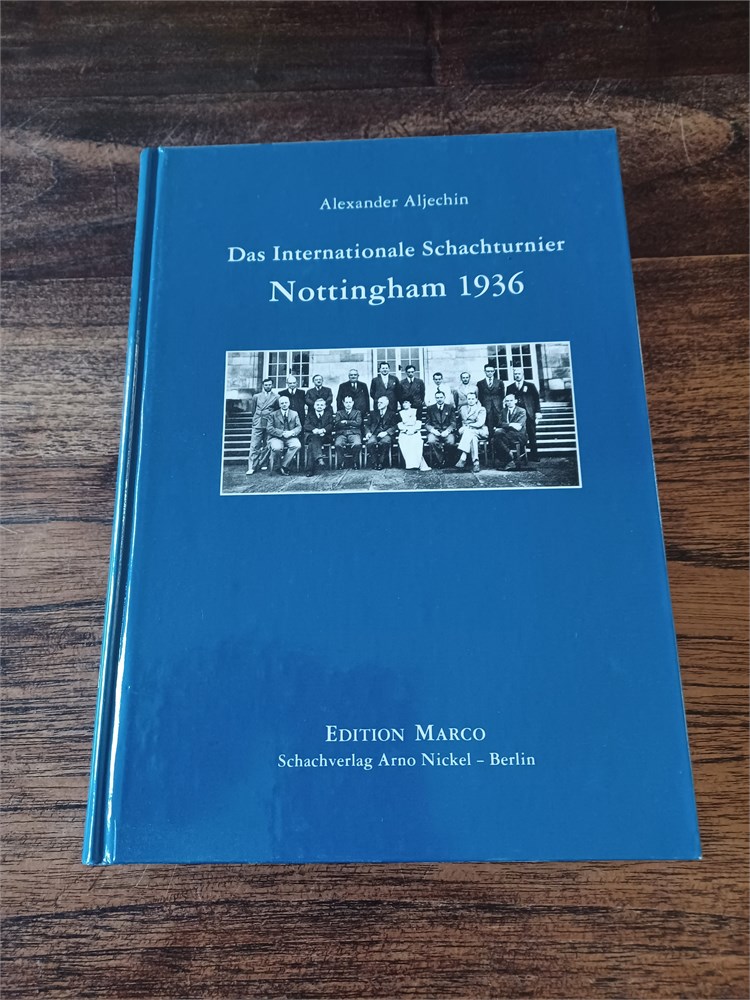 Alexander Aljechin
Das Internationale Schachturnier
Nottingham 1936
EDITION MARCO
Schachverlag Arno Nickel – Berlin